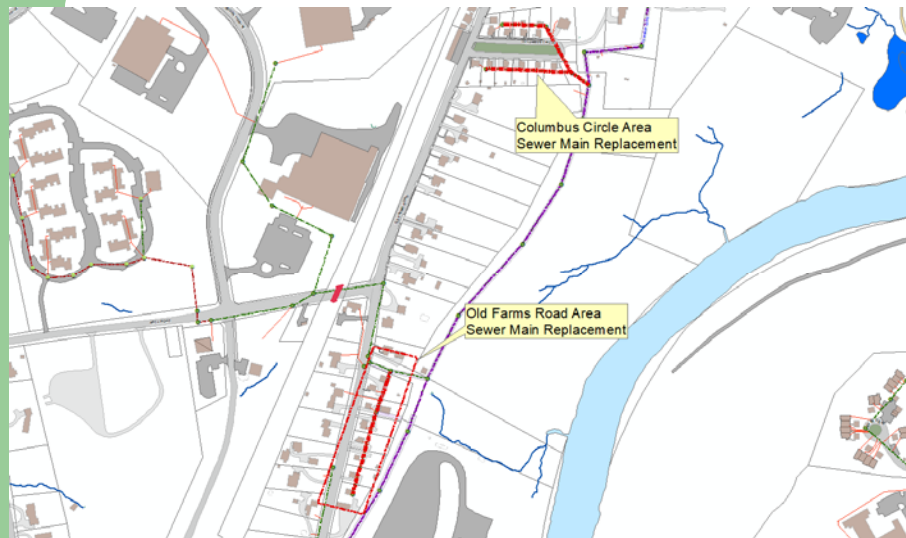 Columbus Circle Area
Sewer Main Replacement
Old Farms Road Area
Sewer Main Replacement